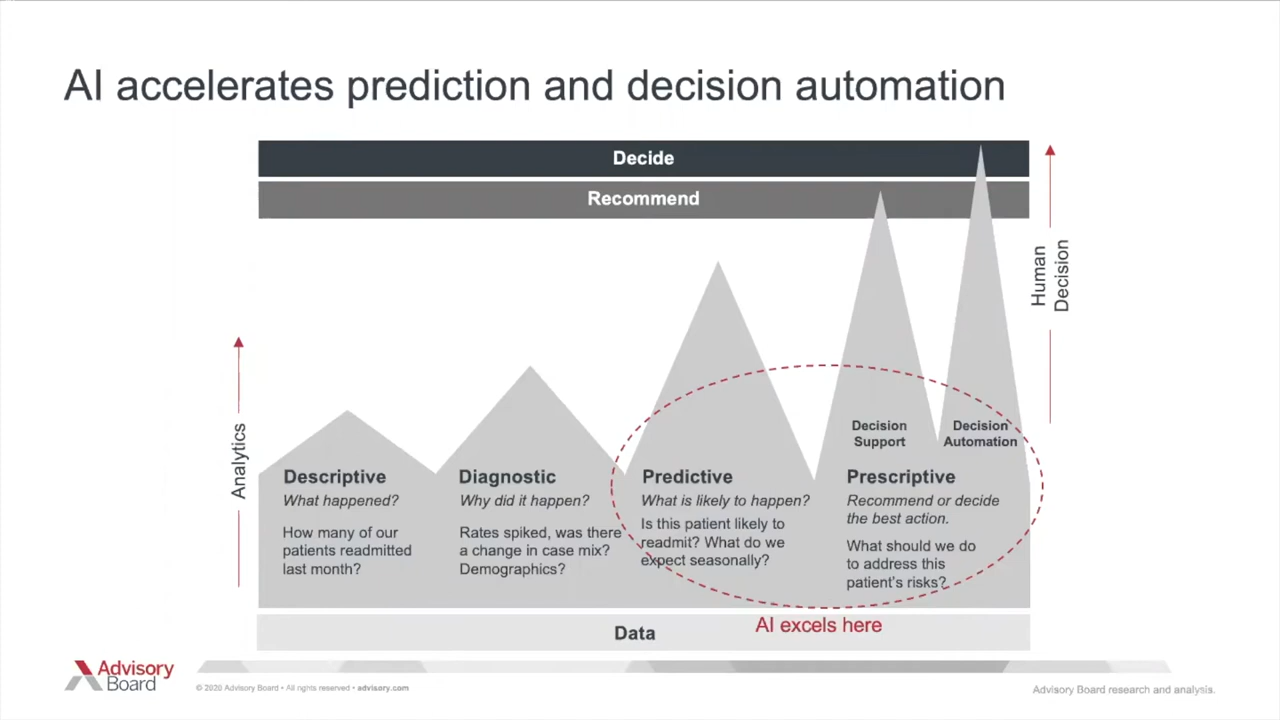 AI accelerates prediction and decision automation
Decide
Recommend
Human
Decision
Analytics
Decision
Support
Decision
Automation
Descriptive
What happened?
How many of our
patients readmitted
last month?
Diagnostic
Why did it happen?
Rates spiked, was there
a change in case mix?
Demographics?
Predictive
What is likely to happen?
Is this patient likely to
readmit? What do we
expect seasonally?
Prescriptive
Recommend or decide
the best action.
What should we do
to address this
patient's risks?
AI excels here
Data
Advisory
Board
© 2020 Advisory Board • All rights reserved • advisory.com
Advisory Board research and analysis.